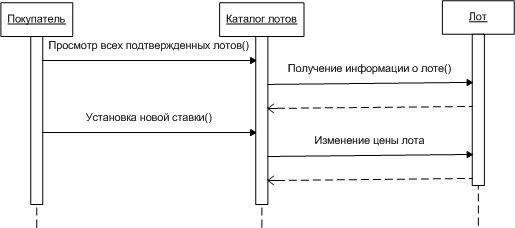 Покупатель
Каталог лотов
Лот
Просмотр всех подтвержденных лотов()
Получение информации о лоте()
Установка новой ставки()
Изменение цены лота